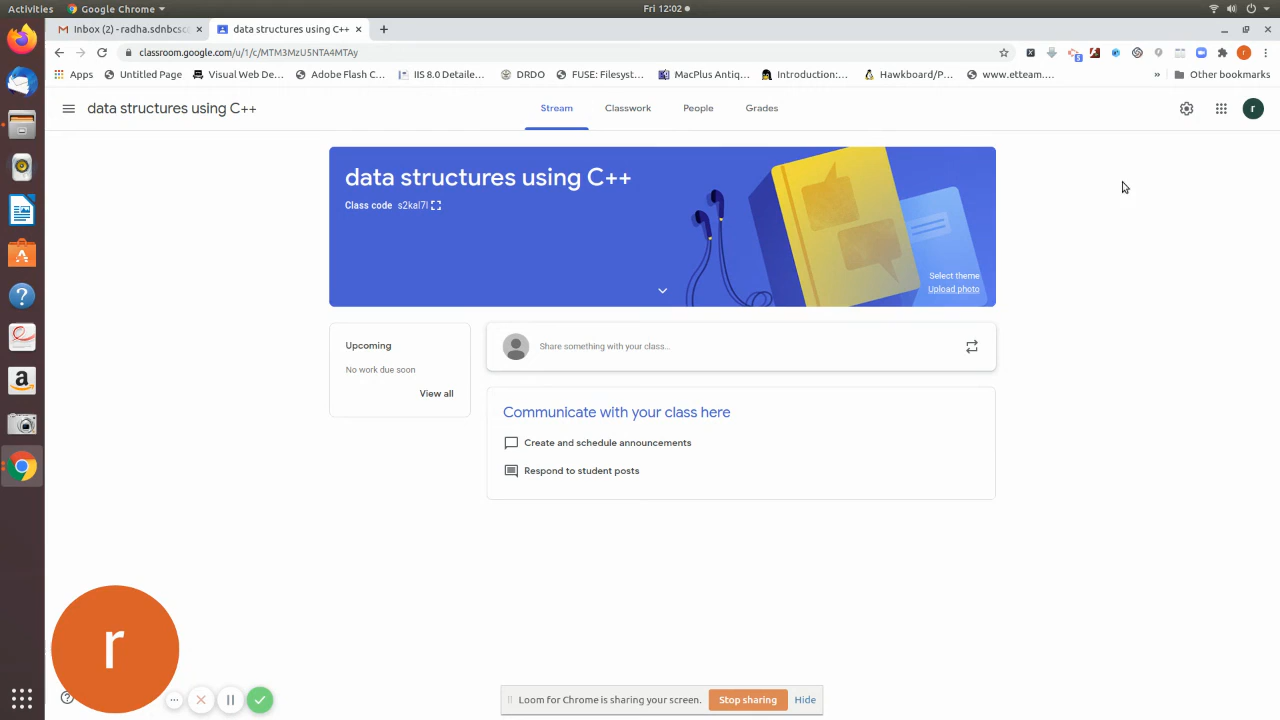 Activities Google Chrome Fri 12:02
Inbox (2) - radha.sdnbcsc data structures using C++
classroom.google.com/u/1/c/MTM3MzU5NTA4MTAy r
Apps Untitled Page Visual Web De... Adobe Flash C... IIS 8.0 Detaile... DRDO FUSE: Filesyst... MacPlus Antiq... Introduction:... Hawkboard/P... www.etteam.... » Other bookmarks
data structures using C++ Stream Classwork People Grades r
data structures using C++
Class code s2kal7l
Select theme
Upload photo
Upcoming
No work due soon
View all
Share something with your class...
Communicate with your class here
Create and schedule announcements
Respond to student posts
r
Loom for Chrome is sharing your screen. Stop sharing Hide